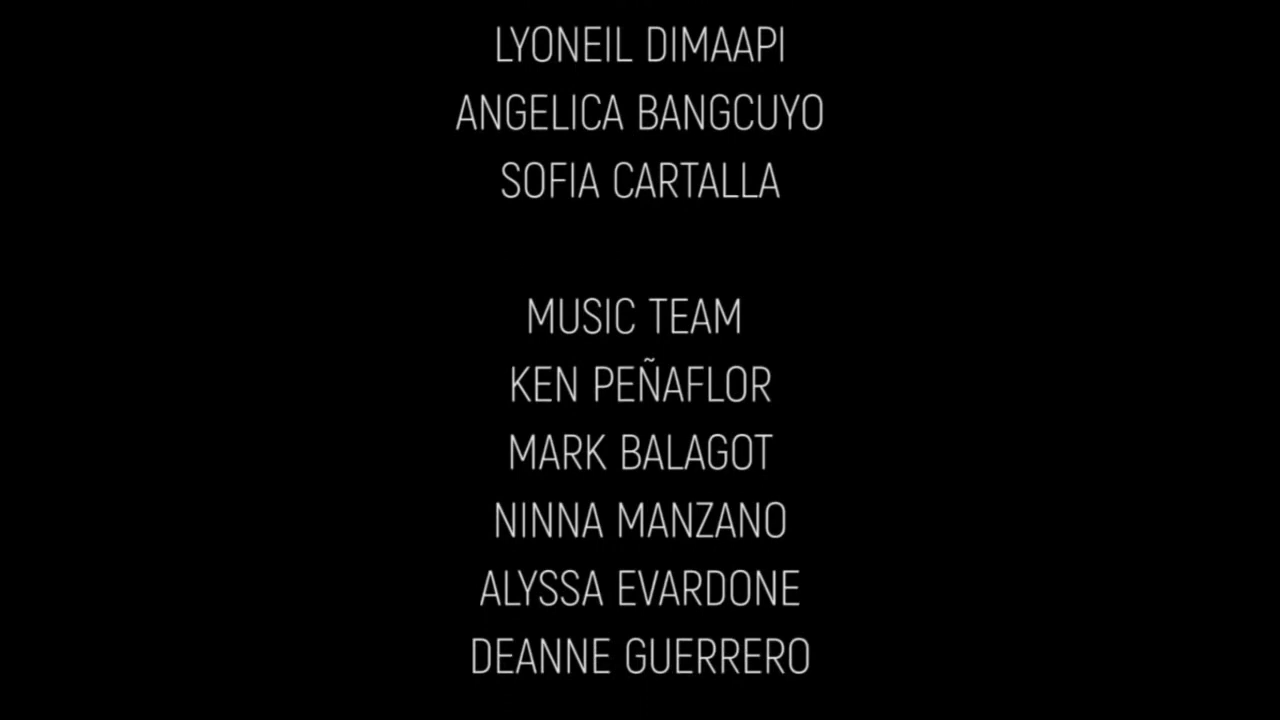 LYONEIL DIMAAPI
ANGELICA BANGCUYO
SOFIA CARTALLA
MUSIC TEAM
KEN PEÑAFLOR
MARK BALAGOT
NINNA MANZANO
ALYSSA EVARDONE
DEANNE GUERRERO